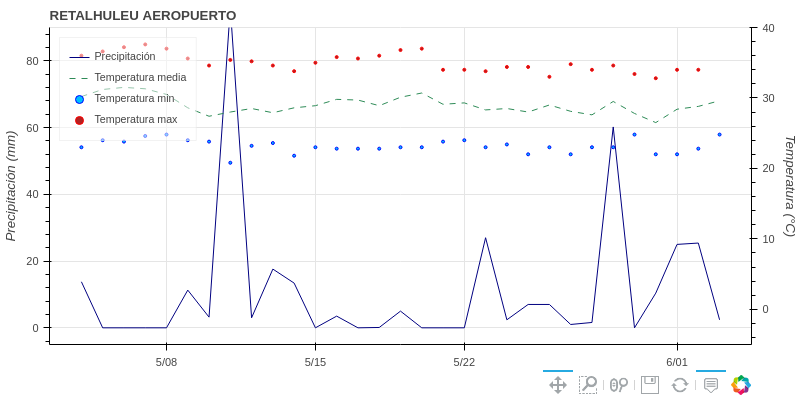 RETALHULEU AEROPUERTO
Precipitación
Temperatura media
Temperatura min
Temperatura max
Precipitación (mm)
80
60
40
20
0
Temperatura (°C)
40
30
20
10
0
5/08
5/15
5/22
6/01